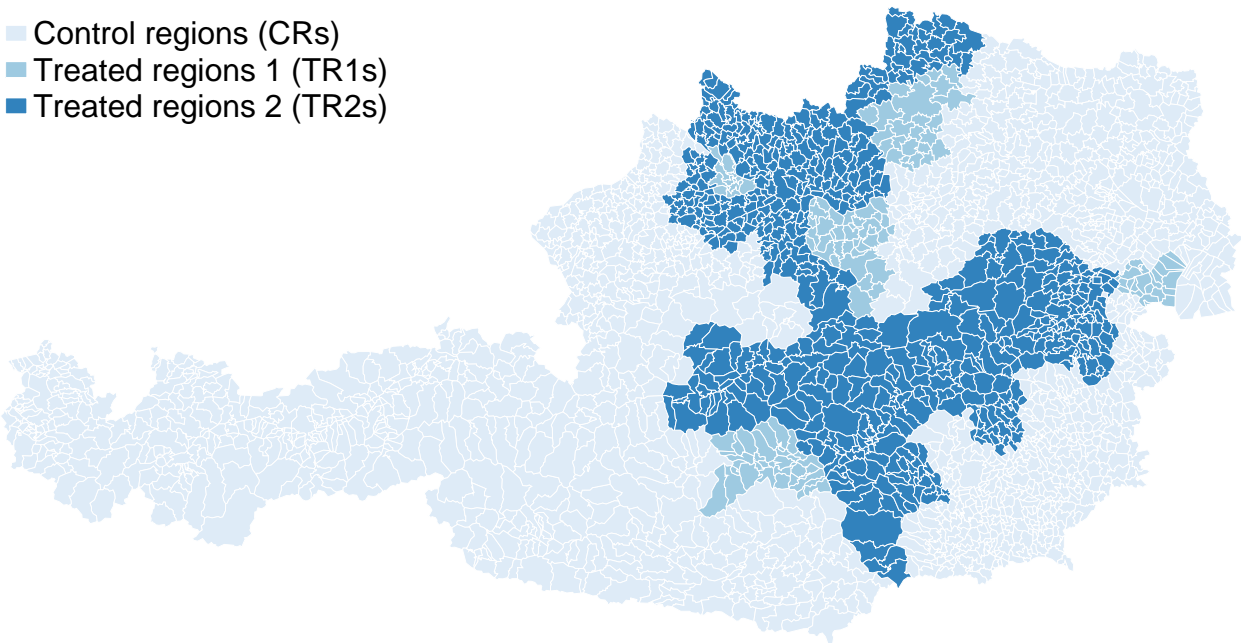 Control regions (CRs)
Treated regions 1 (TR1s)
Treated regions 2 (TR2s)